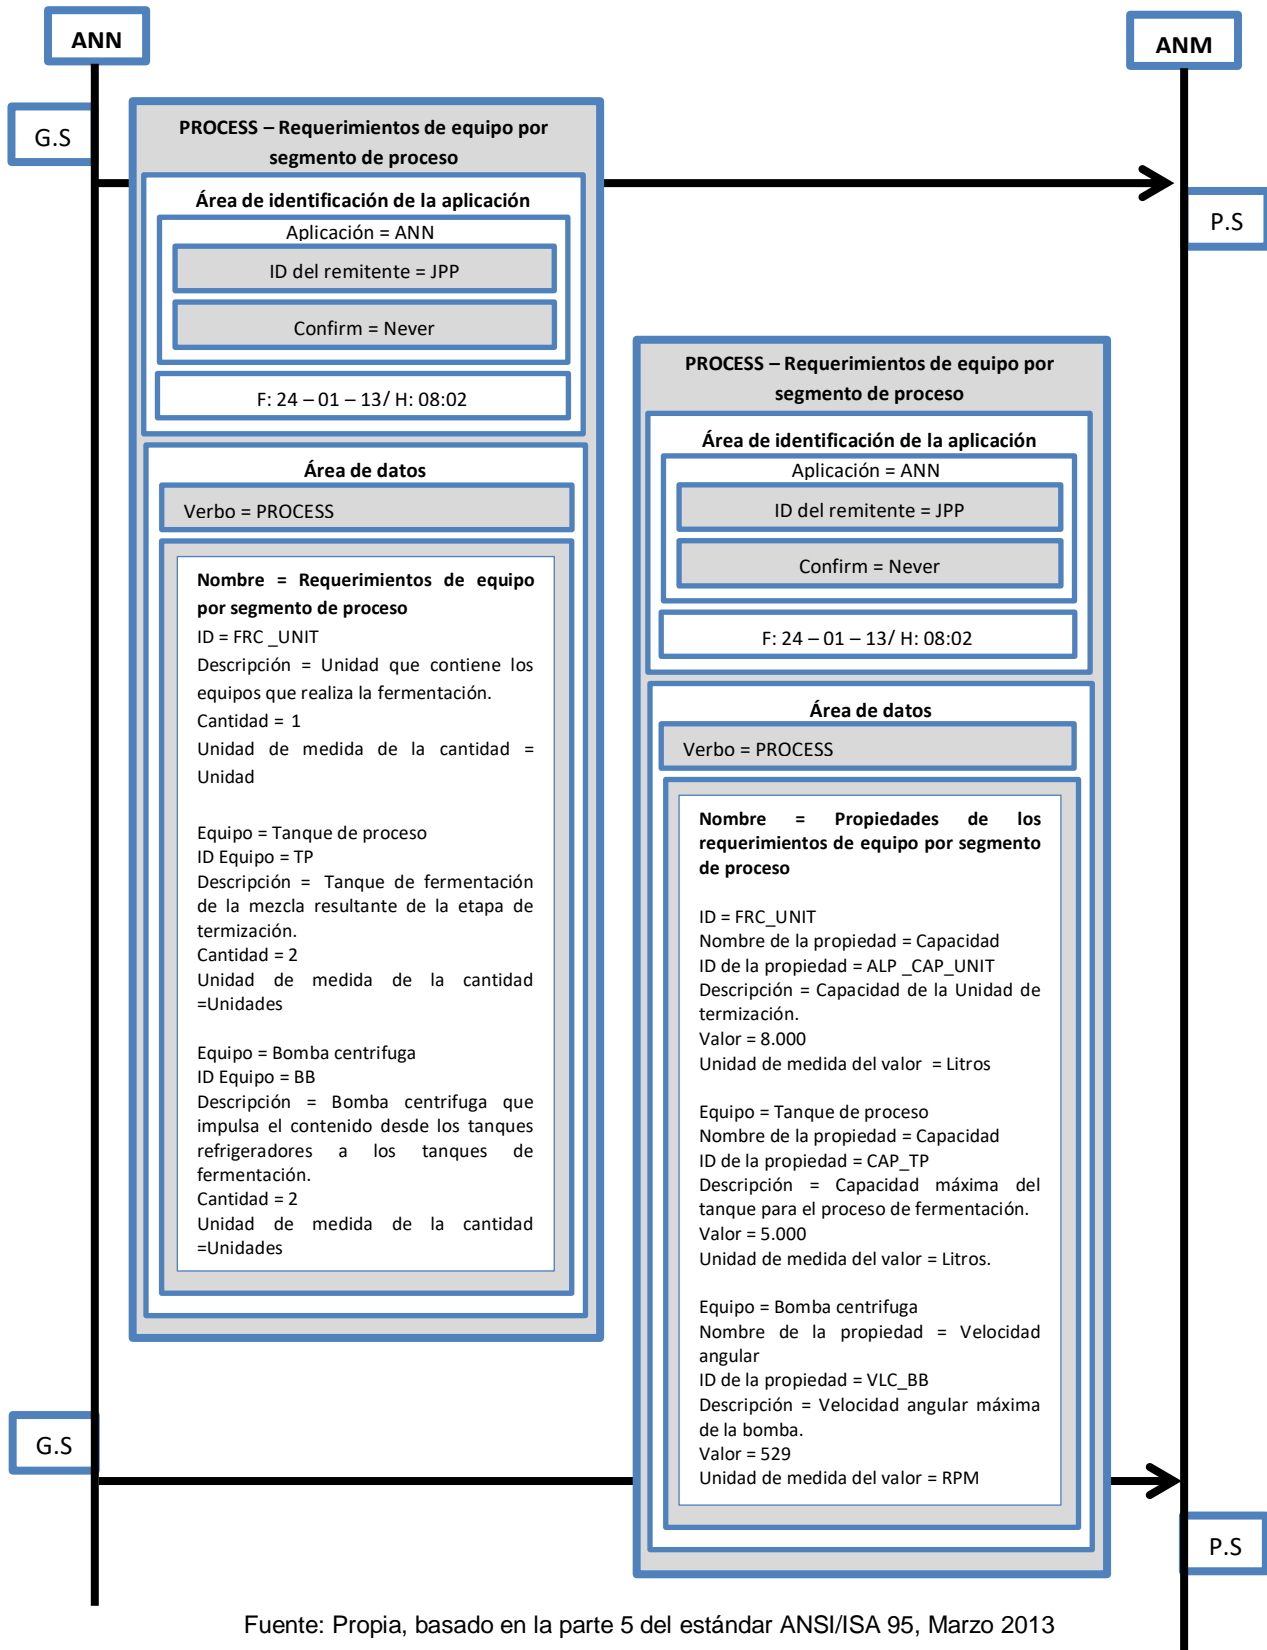 ANN
ANM
G.S
PROCESS – Requerimientos de equipo por
segmento de proceso
Área de identificación de la aplicación
Aplicación = ANN
ID del remitente = JPP
Confirm = Never
F: 24 – 01 – 13/ H: 08:02
Área de datos
Verbo = PROCESS
Nombre = Requerimientos de equipo
por segmento de proceso
ID = FRC _UNIT
Descripción = Unidad que contiene los
equipos que realiza la fermentación.
Cantidad = 1
Unidad de medida de la cantidad =
Unidad
Equipo = Tanque de proceso
ID Equipo = TP
Descripción = Tanque de fermentación
de la mezcla resultante de la etapa de
termización.
Cantidad = 2
Unidad de medida de la cantidad
=Unidades
Equipo = Bomba centrifuga
ID Equipo = BB
Descripción = Bomba centrifuga que
impulsa el contenido desde los tanques
refrigeradores a los tanques de
fermentación.
Cantidad = 2
Unidad de medida de la cantidad
=Unidades
P.S
PROCESS – Requerimientos de equipo por
segmento de proceso
Área de identificación de la aplicación
Aplicación = ANN
ID del remitente = JPP
Confirm = Never
F: 24 – 01 – 13/ H: 08:02
Área de datos
Verbo = PROCESS
Nombre = Propiedades de los
requerimientos de equipo por segmento
de proceso
ID = FRC_UNIT
Nombre de la propiedad = Capacidad
ID de la propiedad = ALP _CAP_UNIT
Descripción = Capacidad de la Unidad de
termización.
Valor = 8.000
Unidad de medida del valor = Litros
Equipo = Tanque de proceso
Nombre de la propiedad = Capacidad
ID de la propiedad = CAP_TP
Descripción = Capacidad máxima del
tanque para el proceso de fermentación.
Valor = 5.000
Unidad de medida del valor = Litros.
Equipo = Bomba centrifuga
Nombre de la propiedad = Velocidad
angular
ID de la propiedad = VLC_BB
Descripción = Velocidad angular máxima
de la bomba.
Valor = 529
Unidad de medida del valor = RPM
G.S
P.S
Fuente: Propia, basado en la parte 5 del estándar ANSI/ISA 95, Marzo 2013